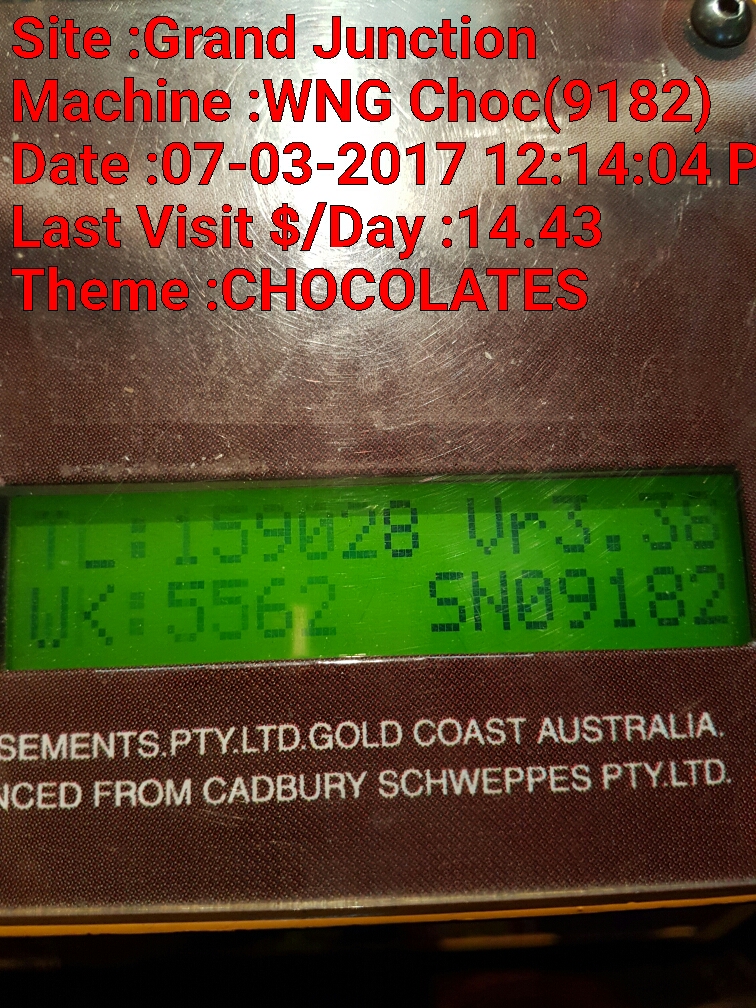 Site :Grand Junction
Machine :WNG Choc(9182)
Date :07-03-2017 12:14:04 P
Last Visit $/Day :14.43
Theme :CHOCOLATES
TL:159028 Vr3.38
WK:5562 SN09182
SEMENTS.PTY.LTD.GOLD COAST AUSTRALIA.
NCED FROM CADBURY SCHWEPPES PTY.LTD.